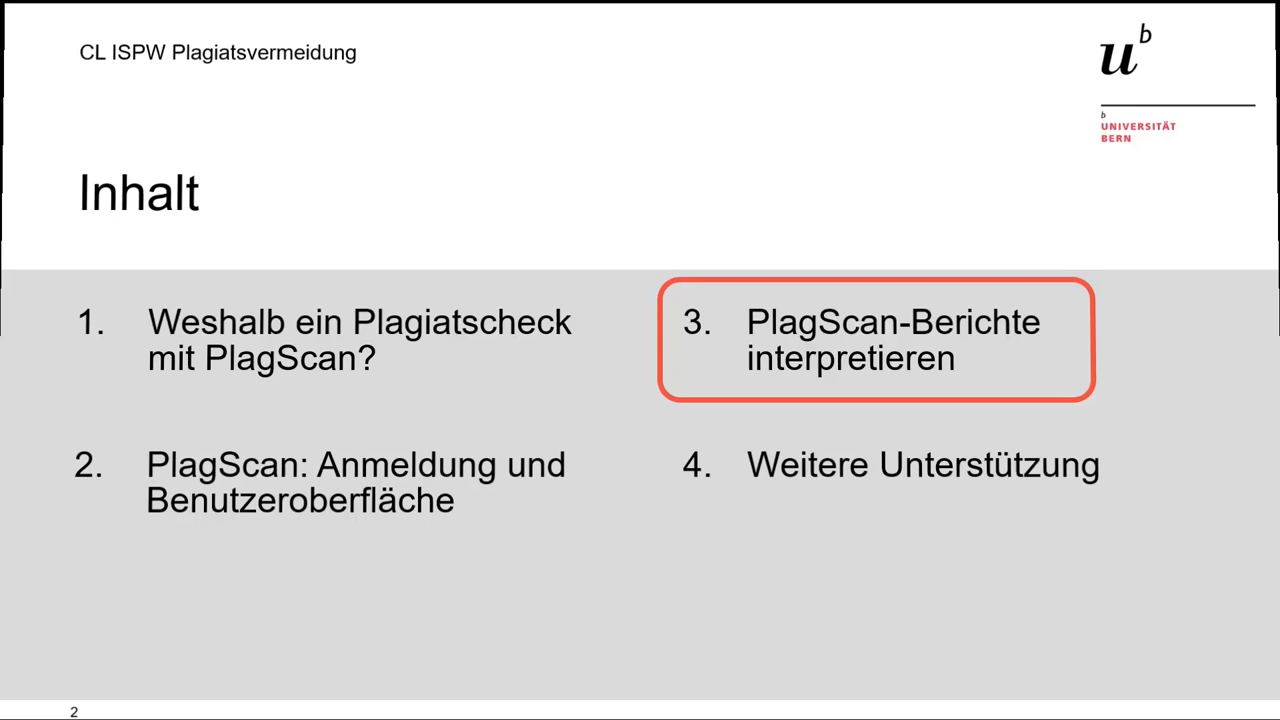 CL ISPW Plagiatsvermeidung
u
b
b
UNIVERSITÄT
BERN
Inhalt
1. Weshalb ein Plagiatscheck
mit PlagScan?
2. PlagScan: Anmeldung und
Benutzeroberfläche
3. PlagScan-Berichte
interpretieren
4. Weitere Unterstützung
2